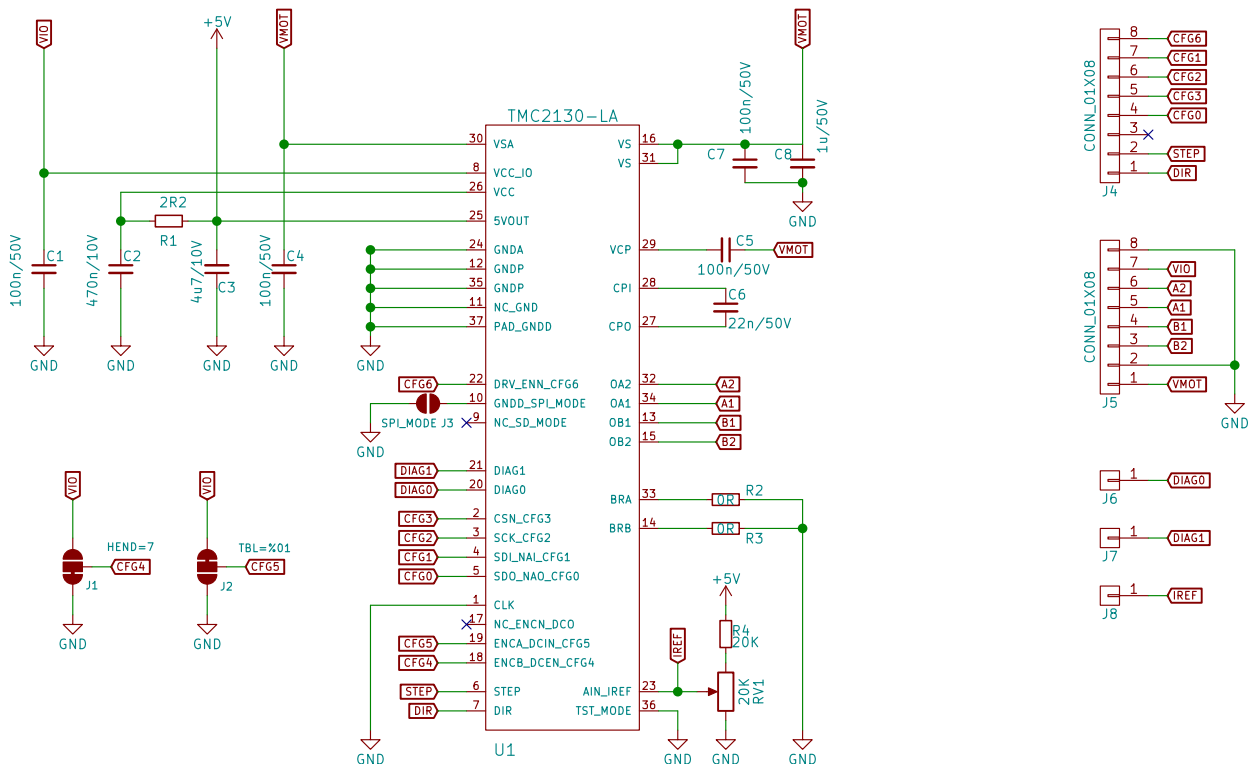 VIO
+5V
VMOT
VMOT
TMC2130-LA
100n/50V
C7
C8
1u/50V
GND
30 VSA
8 VCC_IO
26 VCC
25 5VOUT
24 GNDA
12 GNDP
35 GNDP
11 NC_GND
37 PAD_GNDD
22 DRV_ENN_CFG6
10 GNDD_SPI_MODE
9 NC_SD_MODE
21 DIAG1
20 DIAG0
2 CSN_CFG3
3 SCK_CFG2
4 SDI_NAI_CFG1
5 SDO_NAO_CFG0
1 CLK
17 NC_ENCN_DCO
19 ENCA_DCIN_CFG5
18 ENCB_DCEN_CFG4
6 STEP
7 DIR
U1
VS 16
VS 31
VCP 29
CPI 28
CPO 27
OA2 32
OA1 34
OB1 13
OB2 15
BRA 33
BRB 14
AIN_IREF 23
TST_MODE 36
2R2
R1
100n/50V
C1
470n/10V
C2
4u7/10V
C3
100n/50V
C4
GND
GND
GND
GND
GND
C5
100n/50V
VMOT
C6
22n/50V
CFG6
SPI_MODE J3
GND
DIAG1
DIAG0
CFG3
CFG2
CFG1
CFG0
CFG5
CFG4
STEP
DIR
GND
A2
A1
B1
B2
0R
R2
0R
R3
+5V
R4
20K
IREF
20K
RV1
GND
GND
GND
VIO
HEND=7
CFG4
J1
GND
VIO
TBL=%01
CFG5
J2
GND
CONN_01X08
8 CFG6
7 CFG1
6 CFG2
5 CFG3
4 CFG0
3
2 STEP
1 DIR
J4
CONN_01X08
8
7 VIO
6 A2
5 A1
4 B1
3 B2
2
1 VMOT
J5
GND
1 DIAG0
J6
1 DIAG1
J7
1 IREF
J8